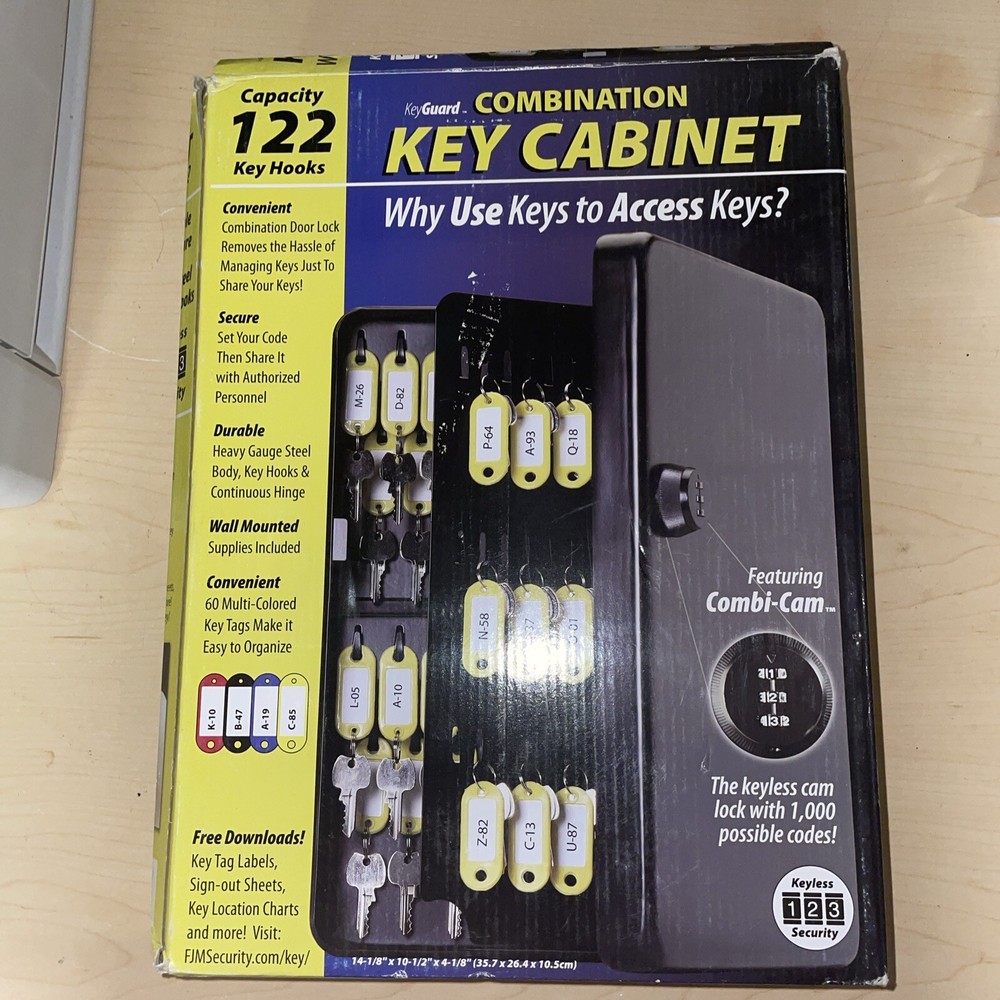 Capacity
122
Key Hooks
KeyGuard™ COMBINATION
KEY CABINET
Why Use Keys to Access Keys?
Convenient
Combination Door Lock
Removes the Hassle of
Managing Keys Just To
Share Your Keys!
Secure
Set Your Code
Then Share It
with Authorized
Personnel
Durable
Heavy Gauge Steel
Body, Key Hooks &
Continuous Hinge
Wall Mounted
Supplies Included
Convenient
60 Multi-Colored
Key Tags Make it
Easy to Organize
K-10
B-47
A-19
C-85
Free Downloads!
Key Tag Labels,
Sign-out Sheets,
Key Location Charts
and more! Visit:
FJMSecurity.com/key/
M-26
D-82
P-64
A-93
Q-18
N-58
L-05
A-10
Z-82
C-13
U-87
Featuring
Combi-Cam™
1
2
3
The keyless cam
lock with 1,000
possible codes!
Keyless
123
Security
14-1/8" x 10-1/2" x 4-1/8" (35.7 x 26.4 x 10.5cm)